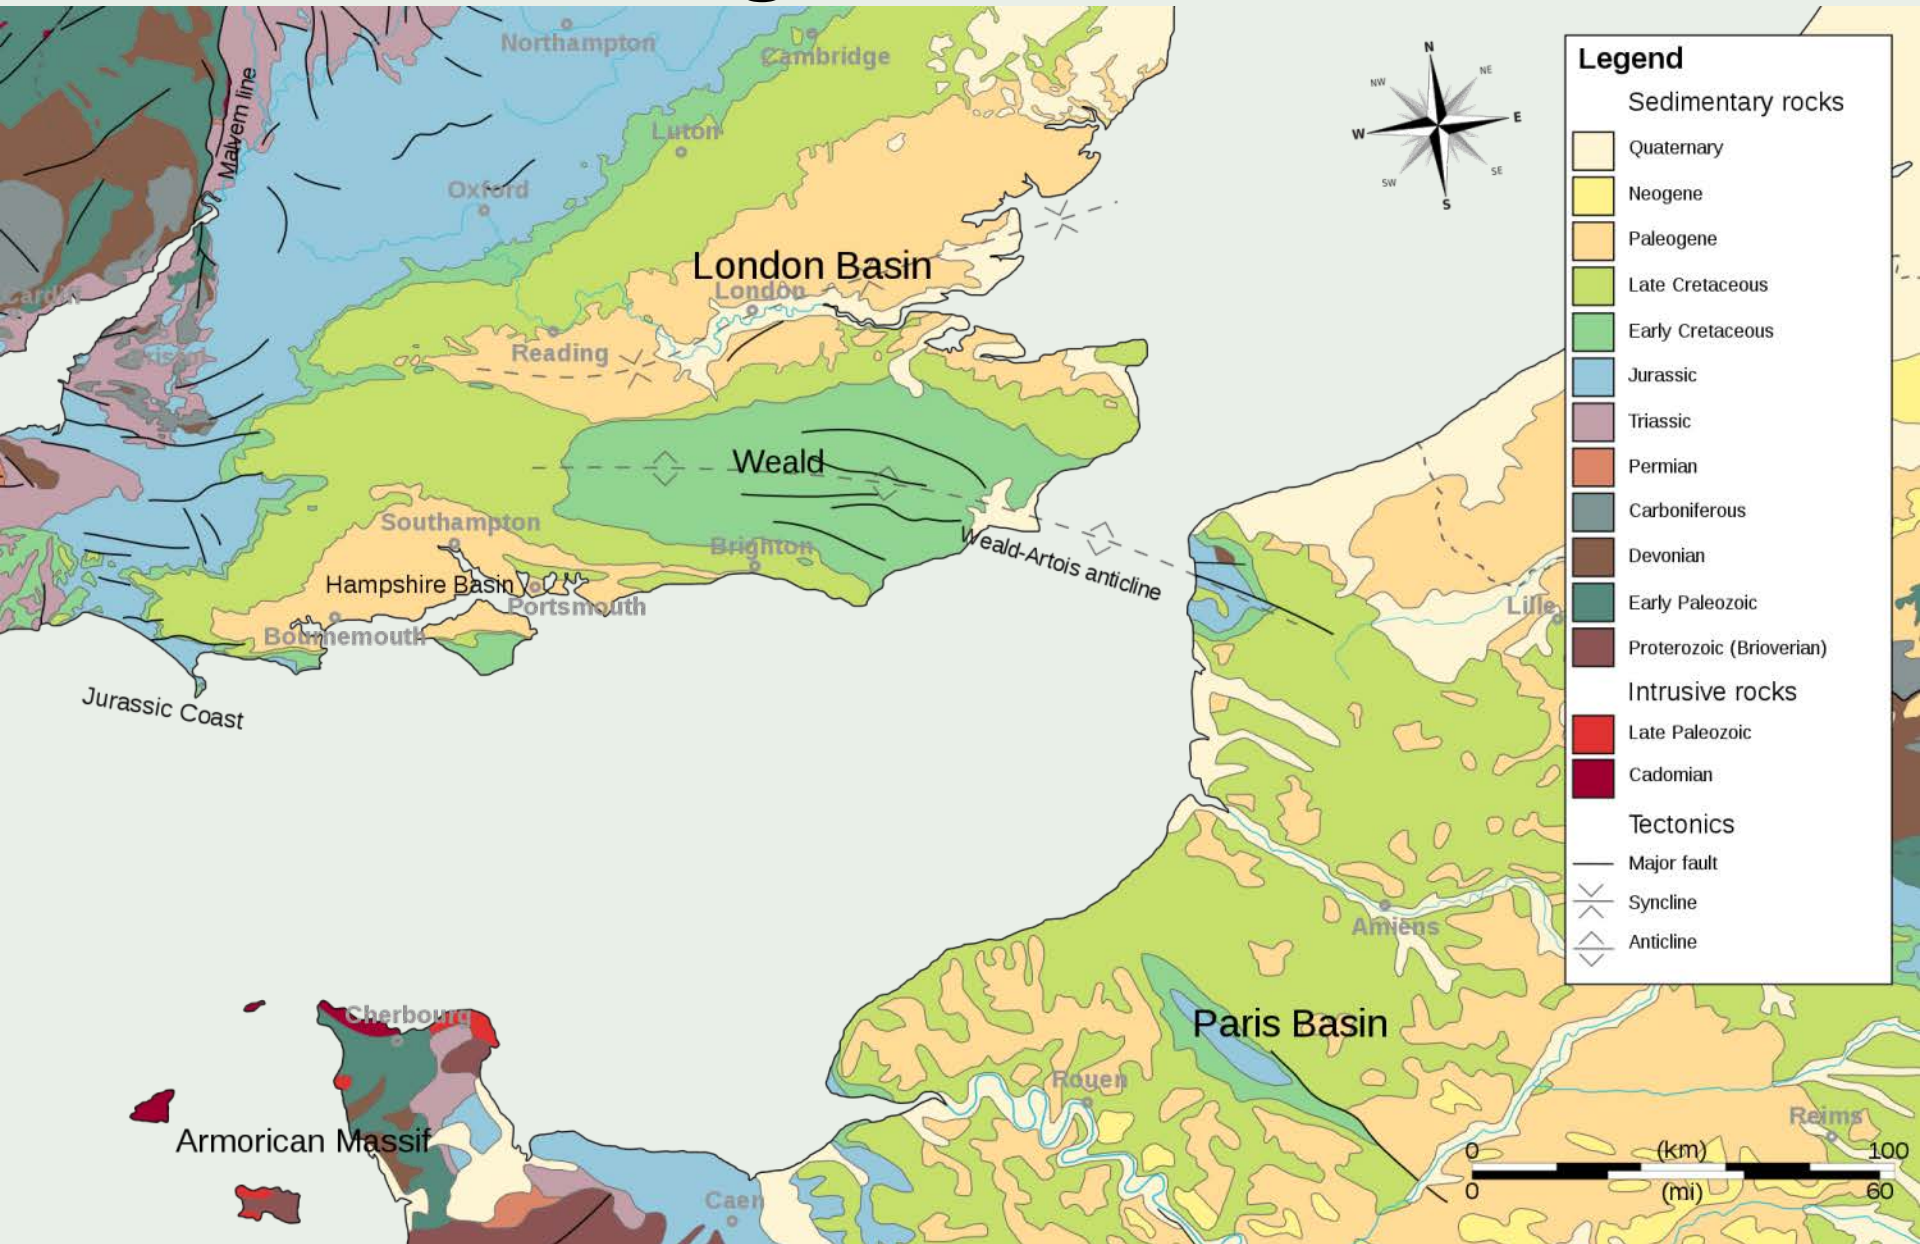 Northampton
Cambridge
Malvern line
Luton
Oxford
Cardiff
London Basin
London
Reading
Bristol
Weald
Southampton
Brighton
Weald-Artois anticline
Hampshire Basin
Portsmouth
Bournemouth
Jurassic Coast
Lille
Amiens
Cherbourg
Paris Basin
Rouen
Armorican Massif
Reims
Caen
N
NE
E
SE
S
SW
W
NW
Legend
Sedimentary rocks
Quaternary
Neogene
Paleogene
Late Cretaceous
Early Cretaceous
Jurassic
Triassic
Permian
Carboniferous
Devonian
Early Paleozoic
Proterozoic (Brioverian)
Intrusive rocks
Late Paleozoic
Cadomian
Tectonics
Major fault
Syncline
Anticline
0 (km) 100
0 (mi) 60